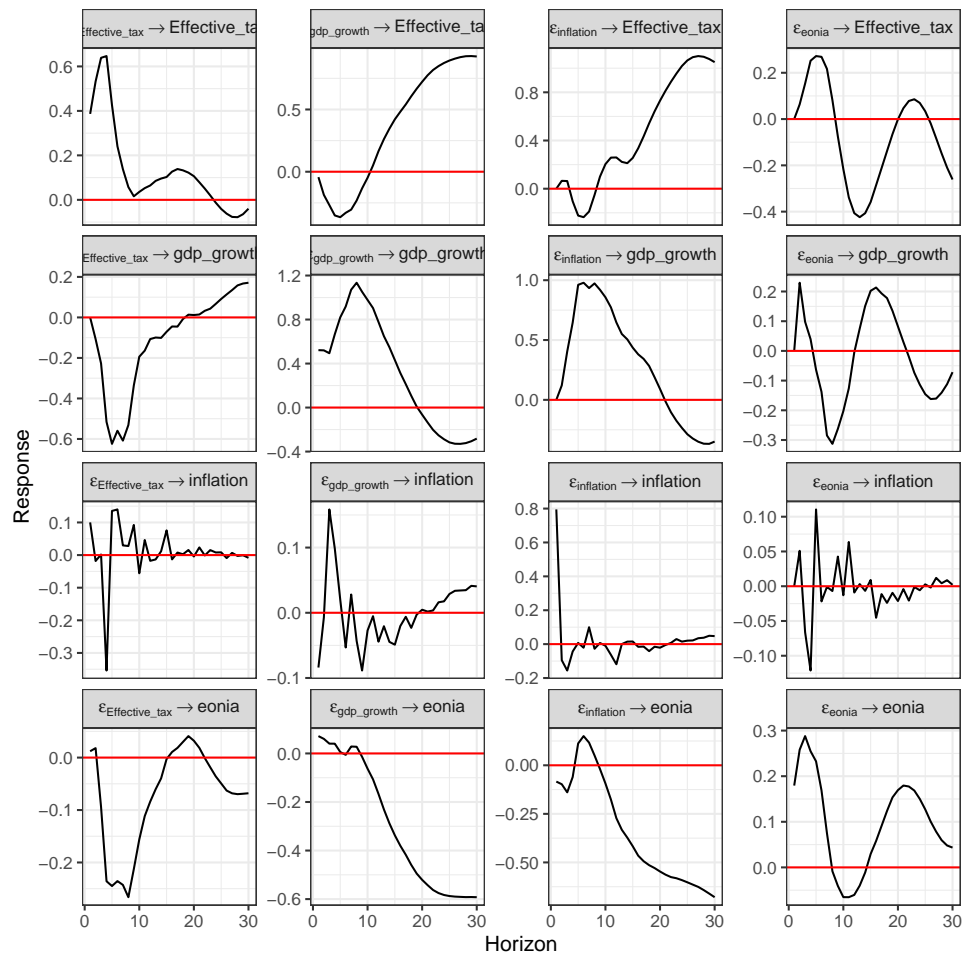 Effective_tax → Effective_ta
gdp_growth → Effective_ta
εinflation → Effective_tax
εeonia → Effective_tax
0.6
0.4
0.2
0.0
0.5
0.0
0.8
0.4
0.0
0.2
0.0
−0.2
−0.4
Effective_tax → gdp_growth
gdp_growth → gdp_growth
εinflation → gdp_growth
εeonia → gdp_growth
0.2
0.0
−0.2
−0.4
−0.6
1.2
0.8
0.4
0.0
−0.4
1.0
0.5
0.0
0.2
0.1
0.0
−0.1
−0.2
−0.3
Response
εEffective_tax → inflation
εgdp_growth → inflation
εinflation → inflation
εeonia → inflation
0.1
0.0
−0.1
−0.2
−0.3
0.1
0.0
−0.1
0.8
0.6
0.4
0.2
0.0
−0.2
0.10
0.05
0.00
−0.05
−0.10
εEffective_tax → eonia
εgdp_growth → eonia
εinflation → eonia
εeonia → eonia
0.0
−0.1
−0.2
0.0
−0.2
−0.4
−0.6
0.00
−0.25
−0.50
0.3
0.2
0.1
0.0
0 10 20 30
0 10 20 30
0 10 20 30
0 10 20 30
Horizon